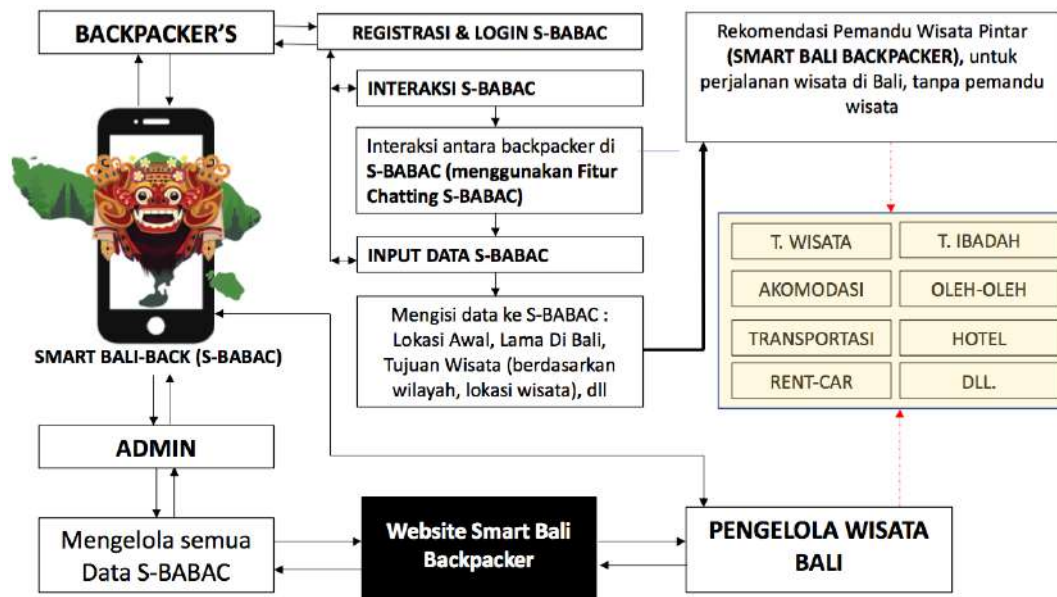 BACKPACKER'S
REGISTRASI & LOGIN S-BABAC
INTERAKSI S-BABAC
Interaksi antara backpacker di
S-BABAC (menggunakan Fitur
Chatting S-BABAC)
INPUT DATA S-BABAC
Mengisi data ke S-BABAC :
Lokasi Awal, Lama Di Bali,
Tujuan Wisata (berdasarkan
wilayah, lokasi wisata), dll
Rekomendasi Pemandu Wisata Pintar
(SMART BALI BACKPACKER), untuk
perjalanan wisata di Bali, tanpa pemandu
wisata
T. WISATA
T. IBADAH
AKOMODASI
OLEH-OLEH
TRANSPORTASI
HOTEL
RENT-CAR
DLL.
SMART BALI-BACK (S-BABAC)
ADMIN
Mengelola semua
Data S-BABAC
Website Smart Bali
Backpacker
PENGELOLA WISATA
BALI